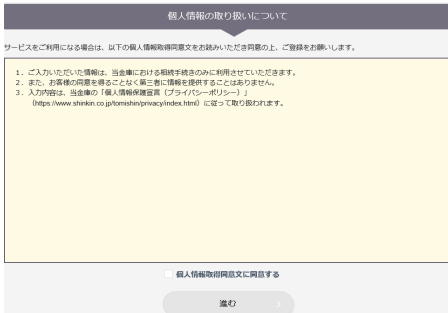 個人情報の取り扱いについて
サービスをご利用になる場合は、以下の個人情報取得同意文をお読みいただき同意の上、ご登録をお願いします。
1. ご入力いただいた情報は、当金庫における相続手続きのみに利用させていただきます。
2. また、お客様の同意を得ることなく第三者に情報を提供することはありません。
3. 入力内容は、当金庫の「個人情報保護宣言（プライバシーポリシー）」
（https://www.shinkin.co.jp/tomishin/privacy/index.html）に従って取り扱われます。
個人情報取得同意文に同意する
進む